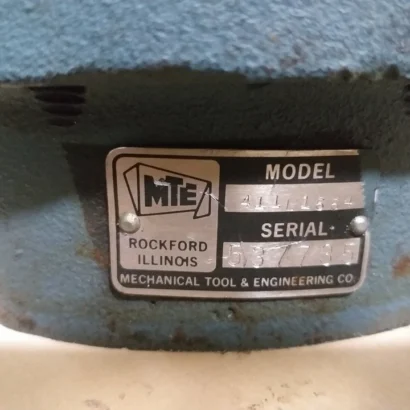 MTE
ROCKFORD
ILLINOIS
MODEL
SERIAL
MECHANICAL TOOL & ENGINEERING CO.